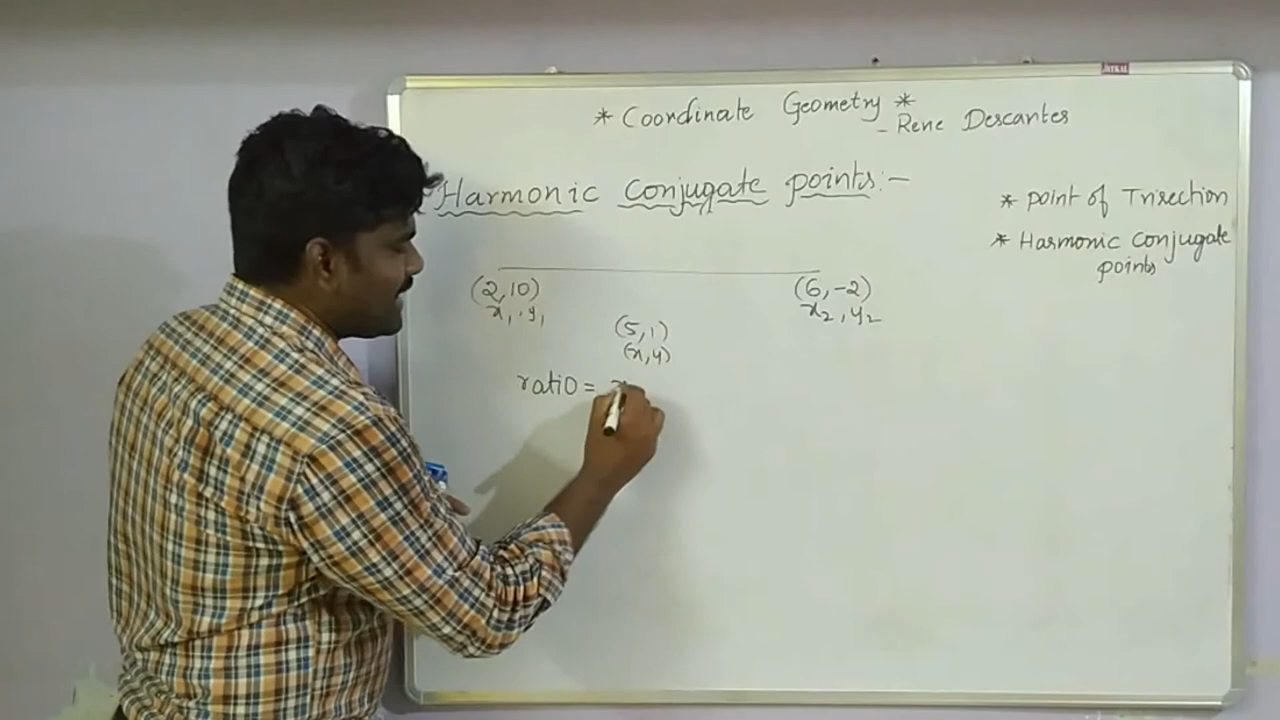 * Coordinate Geometry *
- Rene Descartes
Harmonic Conjugate points:-
* Point of Trisection
* Harmonic Conjugate
points
(2,10)
x₁, y₁
(6,-2)
x₂, y₂
(5,1)
(x,y)
ratio =